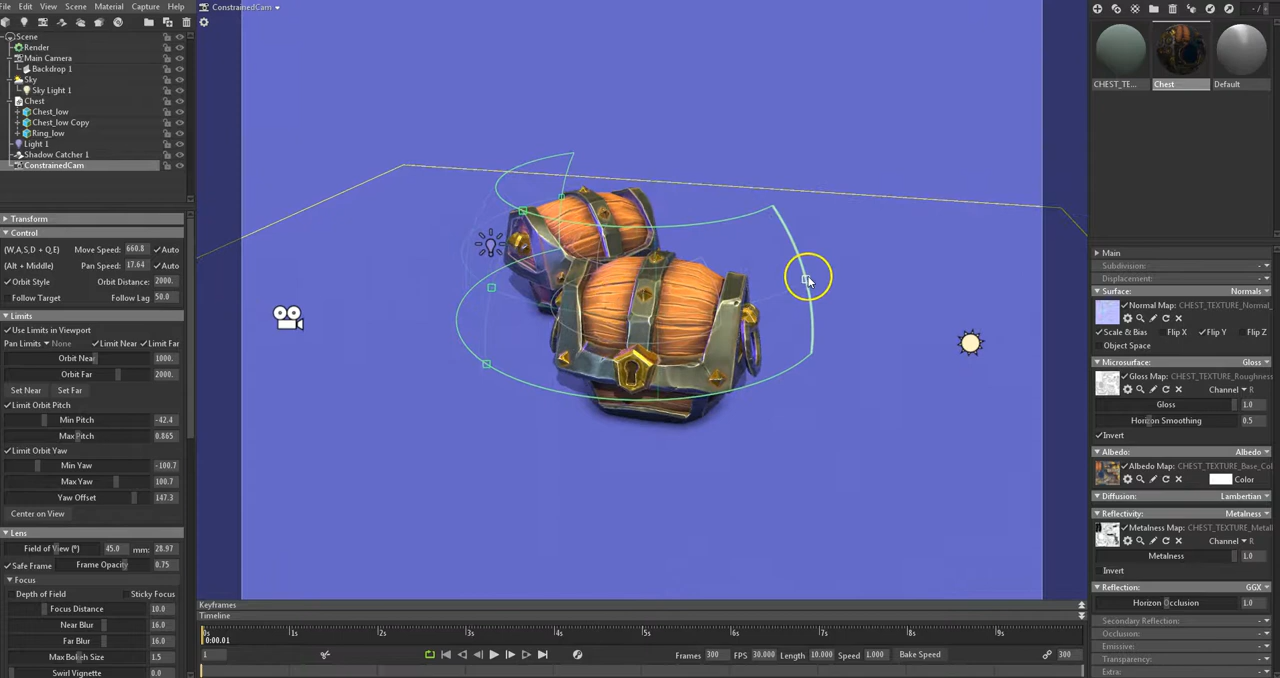 File Edit View Scene Material Capture Help
ConstrainedCam
Scene
Render
Main Camera
Backdrop 1
Sky
Sky Light 1
Chest
Chest_low
Chest_low Copy
Ring_low
Light 1
Shadow Catcher 1
ConstrainedCam
Transform
Control
(W,A,S,D + Q,E) Move Speed: 660.8 Auto
(Alt + Middle) Pan Speed: 17.64 Auto
Orbit Style Orbit Distance: 2000.
Follow Target Follow Lag 50.0
Limits
Use Limits in Viewport
Pan Limits None Limit Near Limit Far
Orbit Near 1000.
Orbit Far 2000.
Set Near Set Far
Limit Orbit Pitch
Min Pitch -42.4
Max Pitch 0.865
Limit Orbit Yaw
Min Yaw -100.7
Max Yaw 100.7
Yaw Offset 147.3
Center on View
Lens
Field of View (º) 45.0 mm: 28.97
Safe Frame Frame Opacity 0.75
Focus
Depth of Field Sticky Focus
Focus Distance 10.0
Near Blur 16.0
Far Blur 16.0
Max Bokeh Size 1.5
Swirl Vignette 0.0
Keyframes
Timeline
0s 1s 2s 3s 4s 5s 6s 7s 8s 9s
0:00.01
1 Frames 300 FPS 30.000 Length 10.000 Speed 1.000 Bake Speed 300
CHEST_TE... Chest Default
Main
Subdivision:
Displacement:
Surface: Normals
Normal Map: CHEST_TEXTURE_Normal_
Scale & Bias Flip X Flip Y Flip Z
Object Space
Microsurface: Gloss
Gloss Map: CHEST_TEXTURE_Roughness
Channel R
Gloss 1.0
Horizon Smoothing 0.5
Invert
Albedo: Albedo
Albedo Map: CHEST_TEXTURE_Base_Col
Color
Diffusion: Lambertian
Reflectivity: Metalness
Metalness Map: CHEST_TEXTURE_Metall
Channel R
Metalness 1.0
Invert
Reflection: GGX
Horizon Occlusion 1.0
Secondary Reflection:
Occlusion:
Emissive:
Transparency:
Extra: